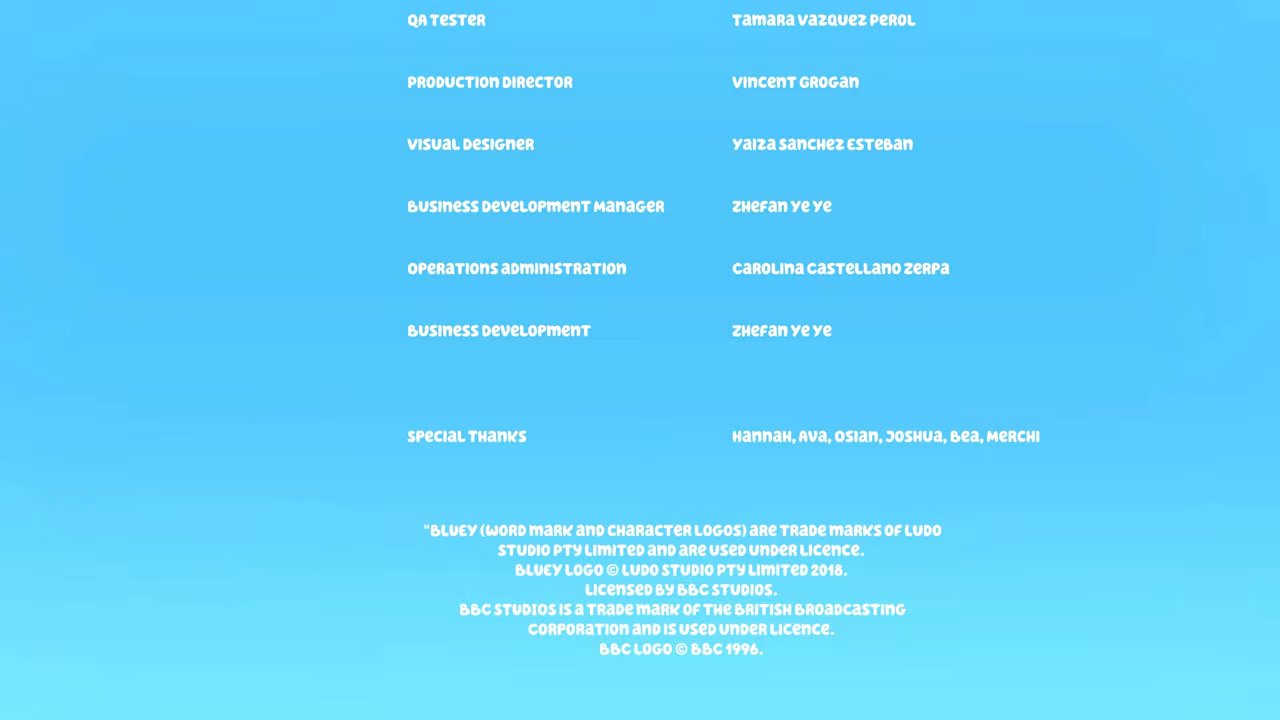 QA Tester Tamara Vazquez Perol
Production Director Vincent Grogan
Visual Designer Yaiza Sanchez Esteban
Business Development Manager Zhefan Ye Ye
Operations Administration Carolina Castellano Zerpa
Business Development Zhefan Ye Ye
Special Thanks Hannah, Ava, Osian, Joshua, Bea, Merchi
"Bluey (word mark and character logos) are trade marks of Ludo
Studio Pty Limited and are used under licence.
Bluey logo © Ludo Studio Pty Limited 2018.
Licensed by BBC Studios.
BBC Studios is a trade mark of the British Broadcasting
Corporation and is used under licence.
BBC logo © BBC 1996.